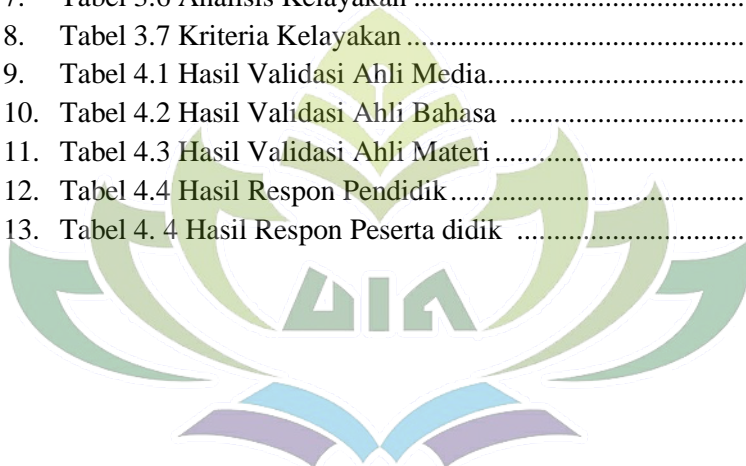 7. Tabel 3.6 Analisis Kelayakan ......................................
8. Tabel 3.7 Kriteria Kelayakan ......................................
9. Tabel 4.1 Hasil Validasi Ahli Media......................................
10. Tabel 4.2 Hasil Validasi Ahli Bahasa ......................................
11. Tabel 4.3 Hasil Validasi Ahli Materi ......................................
12. Tabel 4.4 Hasil Respon Pendidik......................................
13. Tabel 4. 4 Hasil Respon Peserta didik ......................................
UIN